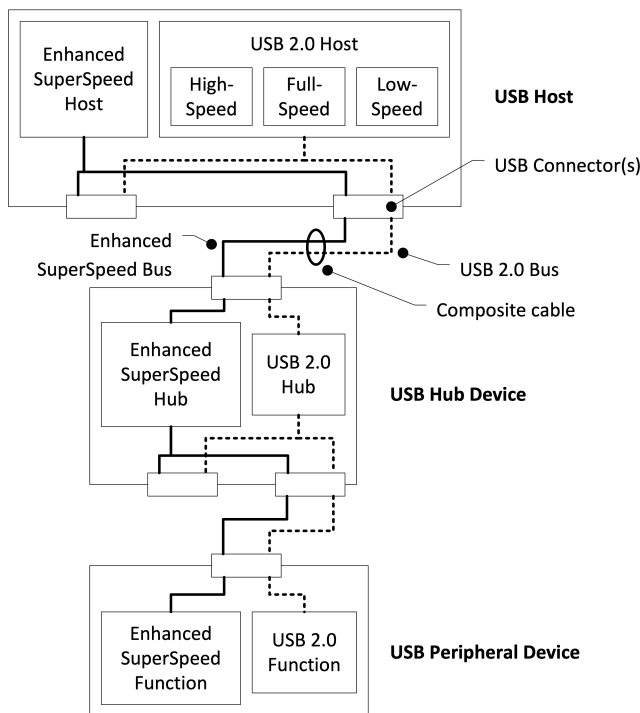 Enhanced
SuperSpeed
Host
USB 2.0 Host
High-
Speed
Full-
Speed
Low-
Speed
USB Host
USB Connector(s)
Enhanced
SuperSpeed Bus
USB 2.0 Bus
Composite cable
Enhanced
SuperSpeed
Hub
USB 2.0
Hub
USB Hub Device
Enhanced
SuperSpeed
Function
USB 2.0
Function
USB Peripheral Device